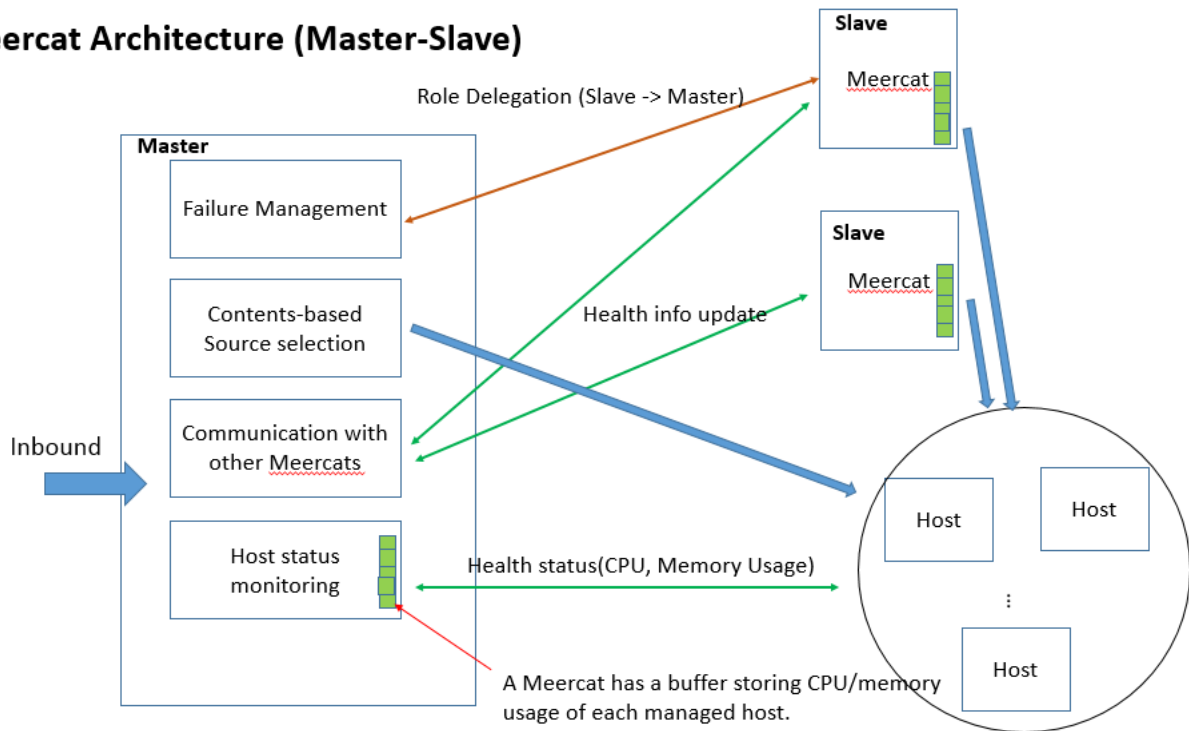 eercat Architecture (Master-Slave)
Slave
Meercat
Role Delegation (Slave -> Master)
Master
Failure Management
Slave
Meercat
Contents-based
Source selection
Health info update
Communication with
other Meercats
Inbound
Host
Host
Host status
monitoring
Health status(CPU, Memory Usage)
...
Host
A Meercat has a buffer storing CPU/memory
usage of each managed host.